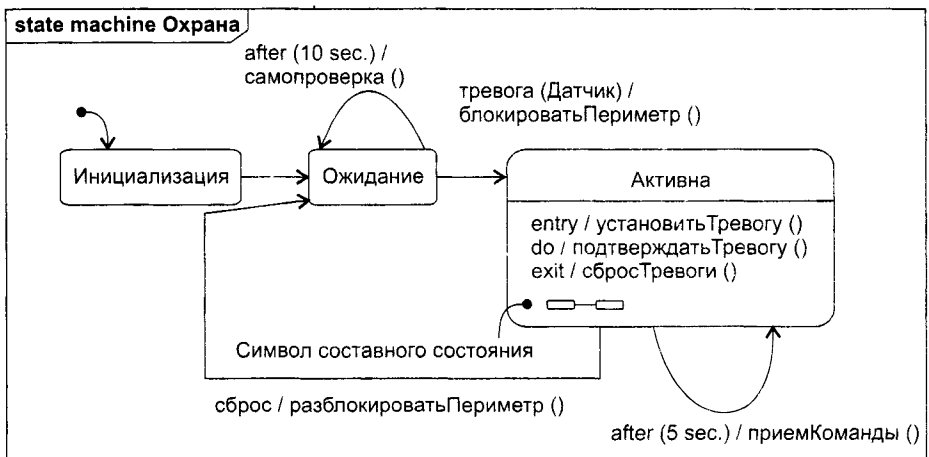 state machine Охрана
after (10 sec.) /
самопроверка ()
тревога (Датчик) /
блокироватьПериметр ()
Инициализация
Ожидание
Активна
entry / установитьТревогу ()
do / подтверждатьТревогу ()
exit / сбросТревоги ()
Символ составного состояния
сброс / разблокироватьПериметр ()
after (5 sec.) / приемКоманды ()